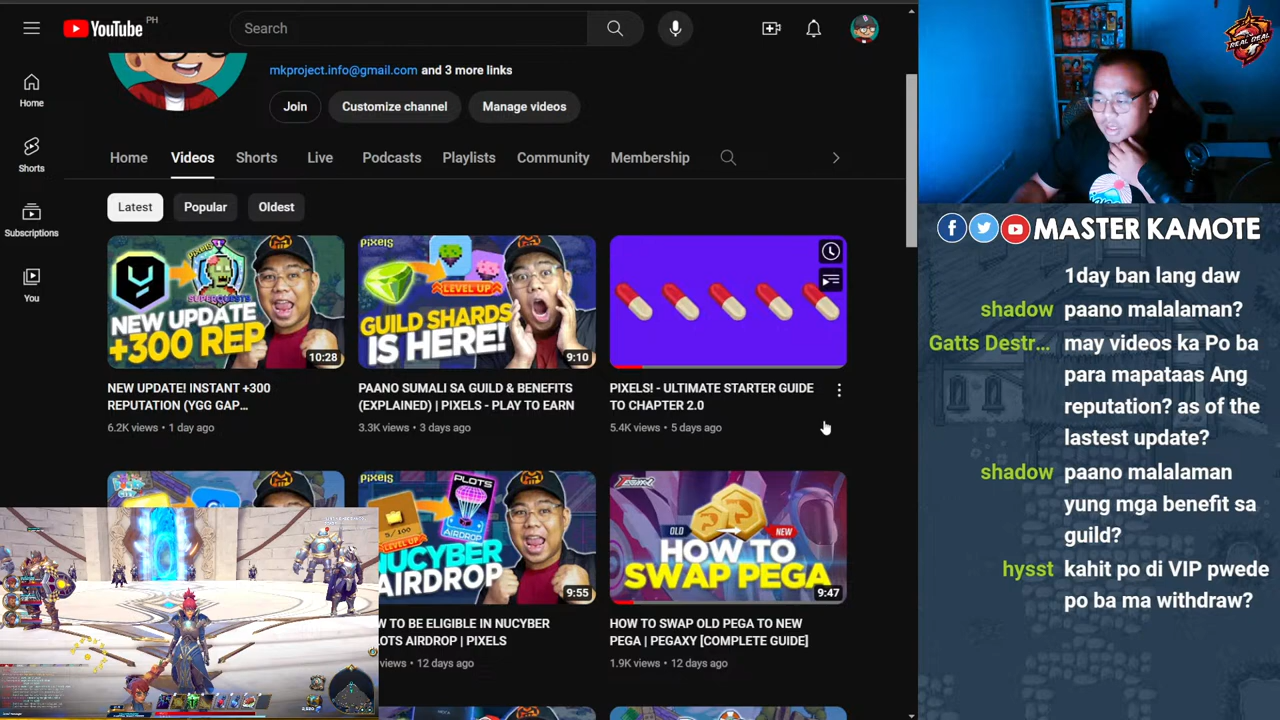 YouTube PH
Search
mkproject.info@gmail.com and 3 more links
Join
Customize channel
Manage videos
Home
Shorts
Subscriptions
You
Home
Videos
Shorts
Live
Podcasts
Playlists
Community
Membership
Latest
Popular
Oldest
NEW UPDATE
+300 REP
10:28
PIXELS
LEVEL UP
GUILD SHARDS
IS HERE!
9:10
NEW UPDATE! INSTANT +300
REPUTATION (YGG GAP...
6.2K views • 1 day ago
PAANO SUMALI SA GUILD & BENEFITS
(EXPLAINED) | PIXELS - PLAY TO EARN
3.3K views • 3 days ago
PIXELS! - ULTIMATE STARTER GUIDE
TO CHAPTER 2.0
5.4K views • 5 days ago
PIXELS
PLOTS
AIRDROP
5/100
LEVEL UP
NUCYBER
AIRDROP
9:55
OLD
NEW
HOW TO
SWAP PEGA
9:47
W TO BE ELIGIBLE IN NUCYBER
LOTS AIRDROP | PIXELS
views • 12 days ago
HOW TO SWAP OLD PEGA TO NEW
PEGA | PEGAXY [COMPLETE GUIDE]
1.9K views • 12 days ago
REAL DEAL
MASTER KAMOTE
1day ban lang daw
shadow paano malalaman?
Gatts Destr... may videos ka Po ba
para mapataas Ang
reputation? as of the
lastest update?
shadow paano malalaman
yung mga benefit sa
guild?
hysst kahit po di VIP pwede
po ba ma withdraw?